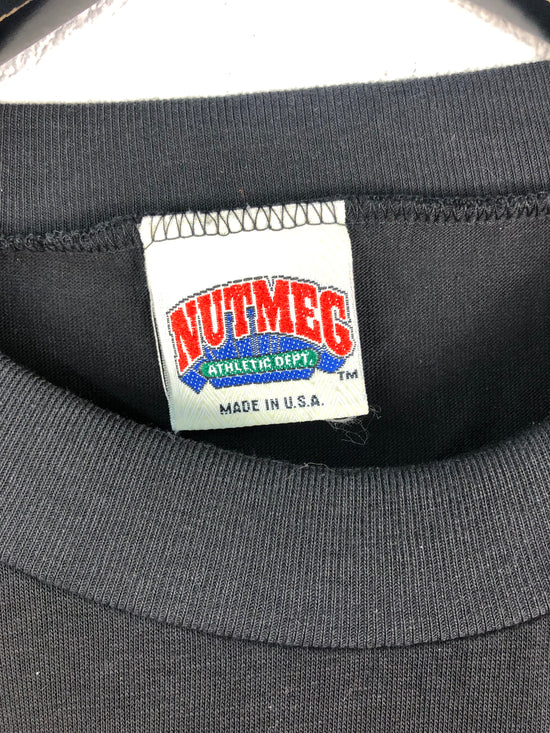 NUTMEG
ATHLETIC DEPT.
TM
MADE IN U.S.A.